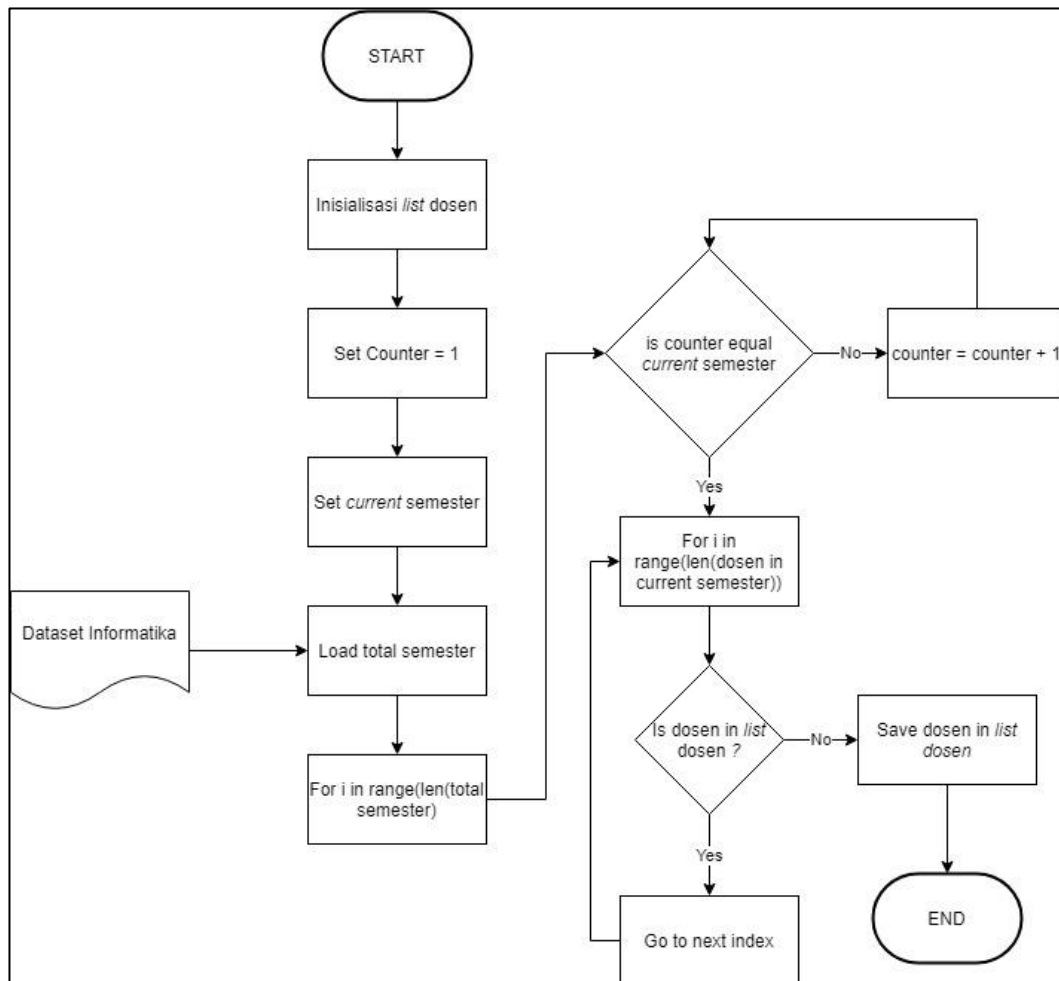 START
Inisialisasi list dosen
Set Counter = 1
Set current semester
Dataset Informatika
Load total semester
For i in range(len(total
semester)
is counter equal
current semester
No
counter = counter + 1
Yes
For i in
range(len(dosen in
current semester))
Is dosen in list
dosen ?
No
Save dosen in list
dosen
Yes
Go to next index
END